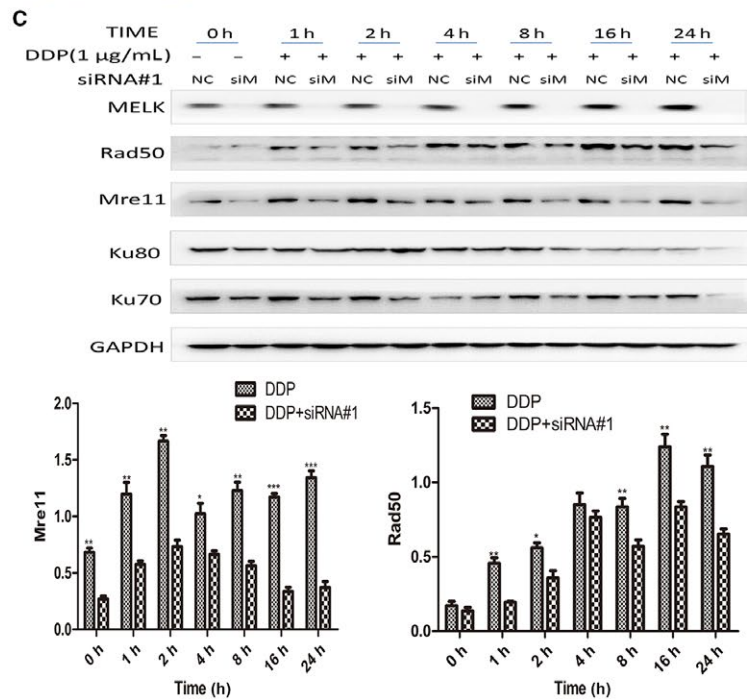 C
TIME 0 h 1 h 2 h 4 h 8 h 16 h 24 h
DDP(1 µg/mL) – – + + + + + + + + + + + +
siRNA#1 NC siM NC siM NC siM NC siM NC siM NC siM NC siM
MELK
Rad50
Mre11
Ku80
Ku70
GAPDH
DDP
DDP+siRNA#1
Mre11
2.0
1.5
1.0
0.5
0.0
** ** ** * ** *** ***
0 h 1 h 2 h 4 h 8 h 16 h 24 h
Time (h)
DDP
DDP+siRNA#1
Rad50
1.5
1.0
0.5
0.0
** * ** ** **
0 h 1 h 2 h 4 h 8 h 16 h 24 h
Time (h)